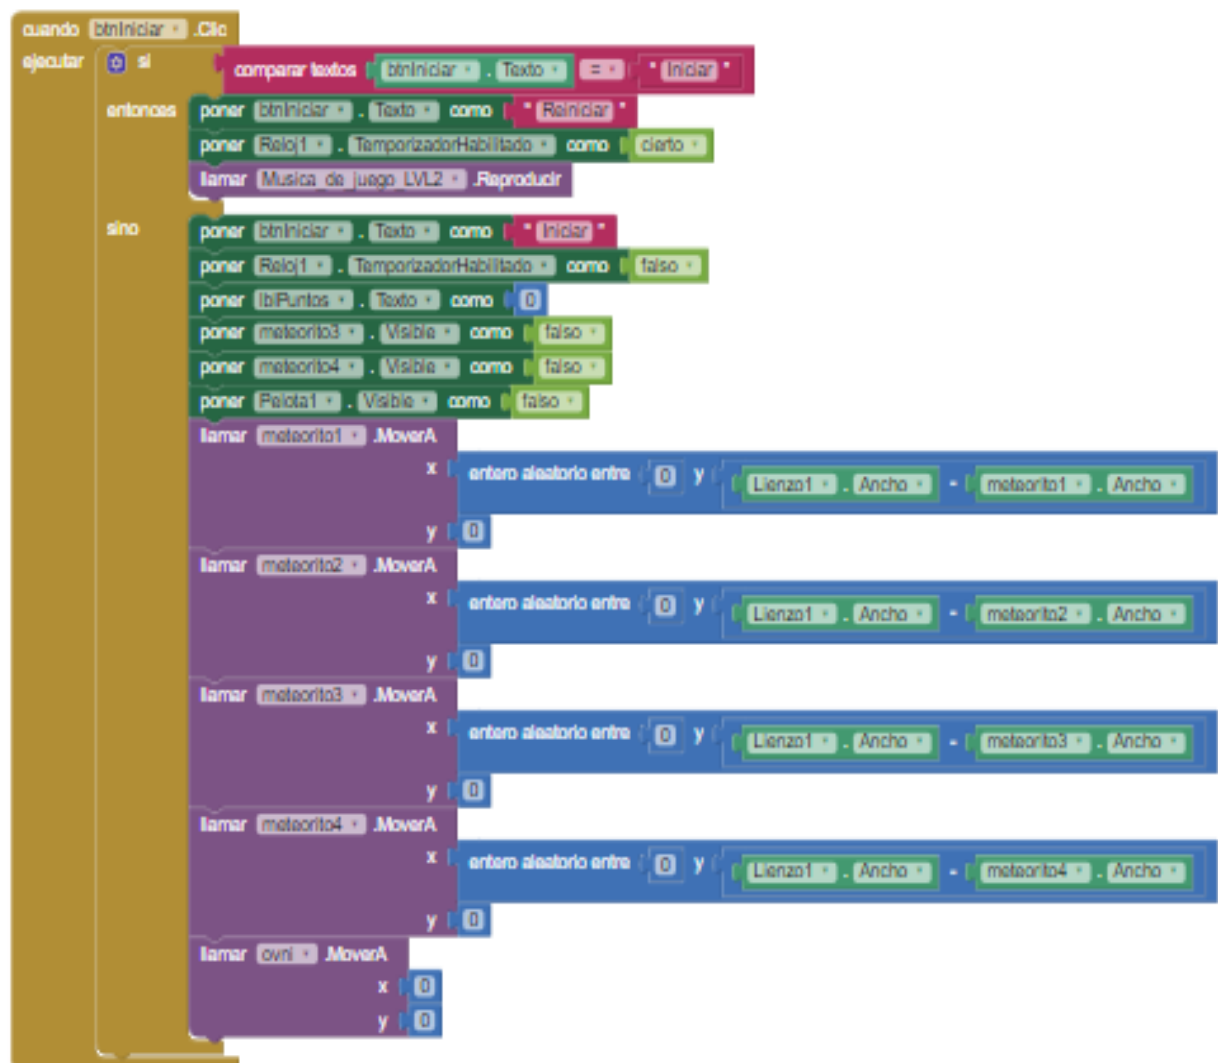 cuando btnIniciar .Clic
ejecutar si comparar textos btnIniciar . Texto = " Iniciar "
entonces poner btnIniciar . Texto como " Reiniciar "
poner Reloj1 . TemporizadorHabilitado como cierto
llamar Musica_de_juego_LVL2 .Reproducir
sino poner btnIniciar . Texto como " Iniciar "
poner Reloj1 . TemporizadorHabilitado como falso
poner lblPuntos . Texto como 0
poner meteorito3 . Visible como falso
poner meteorito4 . Visible como falso
poner Pelota1 . Visible como falso
llamar meteorito1 .MoverA
x entero aleatorio entre 0 y Lienzo1 . Ancho - meteorito1 . Ancho
y 0
llamar meteorito2 .MoverA
x entero aleatorio entre 0 y Lienzo1 . Ancho - meteorito2 . Ancho
y 0
llamar meteorito3 .MoverA
x entero aleatorio entre 0 y Lienzo1 . Ancho - meteorito3 . Ancho
y 0
llamar meteorito4 .MoverA
x entero aleatorio entre 0 y Lienzo1 . Ancho - meteorito4 . Ancho
y 0
llamar ovni .MoverA
x 0
y 0